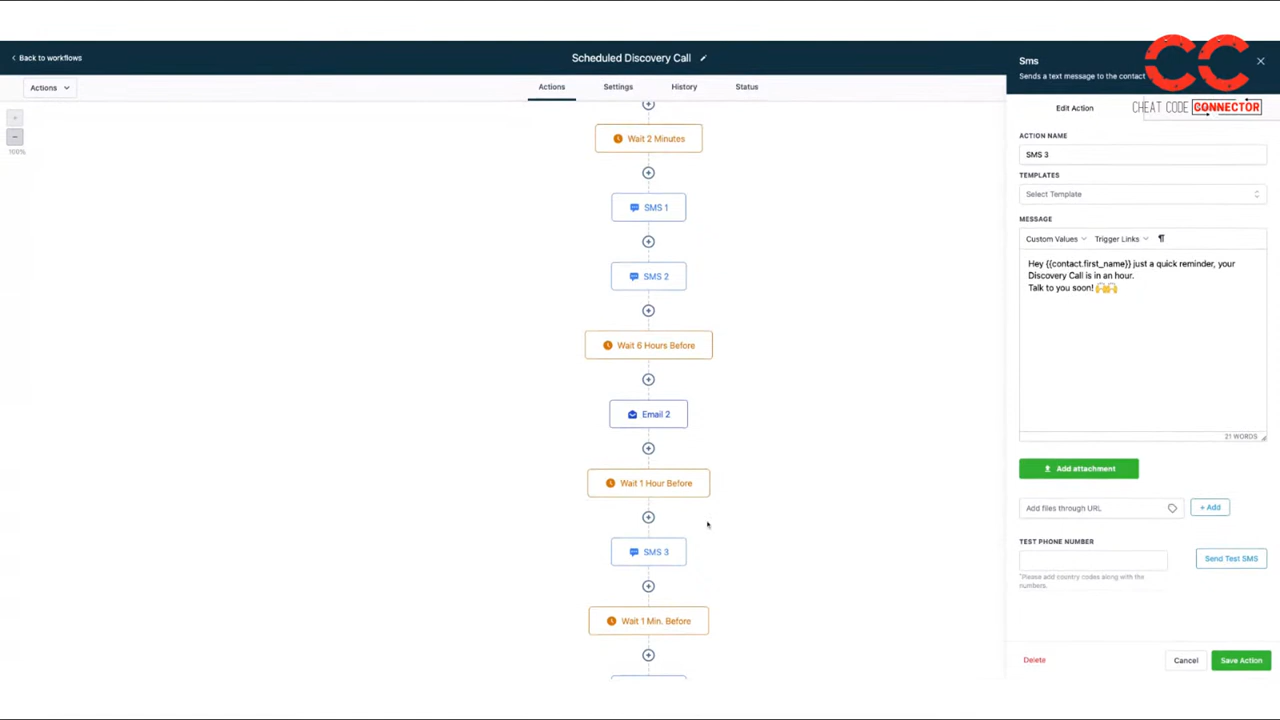 Back to workflows
Scheduled Discovery Call
Sms
Sends a text message to the contact
CC
CHEAT CODE CONNECTOR
Actions
Actions
Settings
History
Status
Edit Action
100%
Wait 2 Minutes
SMS 1
SMS 2
Wait 6 Hours Before
Email 2
Wait 1 Hour Before
SMS 3
Wait 1 Min. Before
ACTION NAME
SMS 3
TEMPLATES
Select Template
MESSAGE
Custom Values
Trigger Links
¶
Hey {{contact.first_name}} just a quick reminder, your
Discovery Call is in an hour.
Talk to you soon! 🙌🙌
21 WORDS
Add attachment
Add files through URL
+ Add
TEST PHONE NUMBER
Send Test SMS
*Please add country codes along with the
numbers.
Delete
Cancel
Save Action